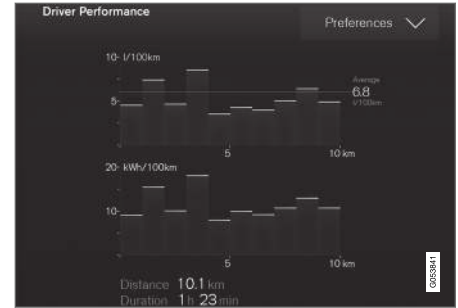 Driver Performance
Preferences
10- l/100km
Average
6.8
l/100km
5-
5
10 km
20- kWh/100km
10-
5
10 km
Distance 10.1 km
Duration 1 h 23 min
G053841